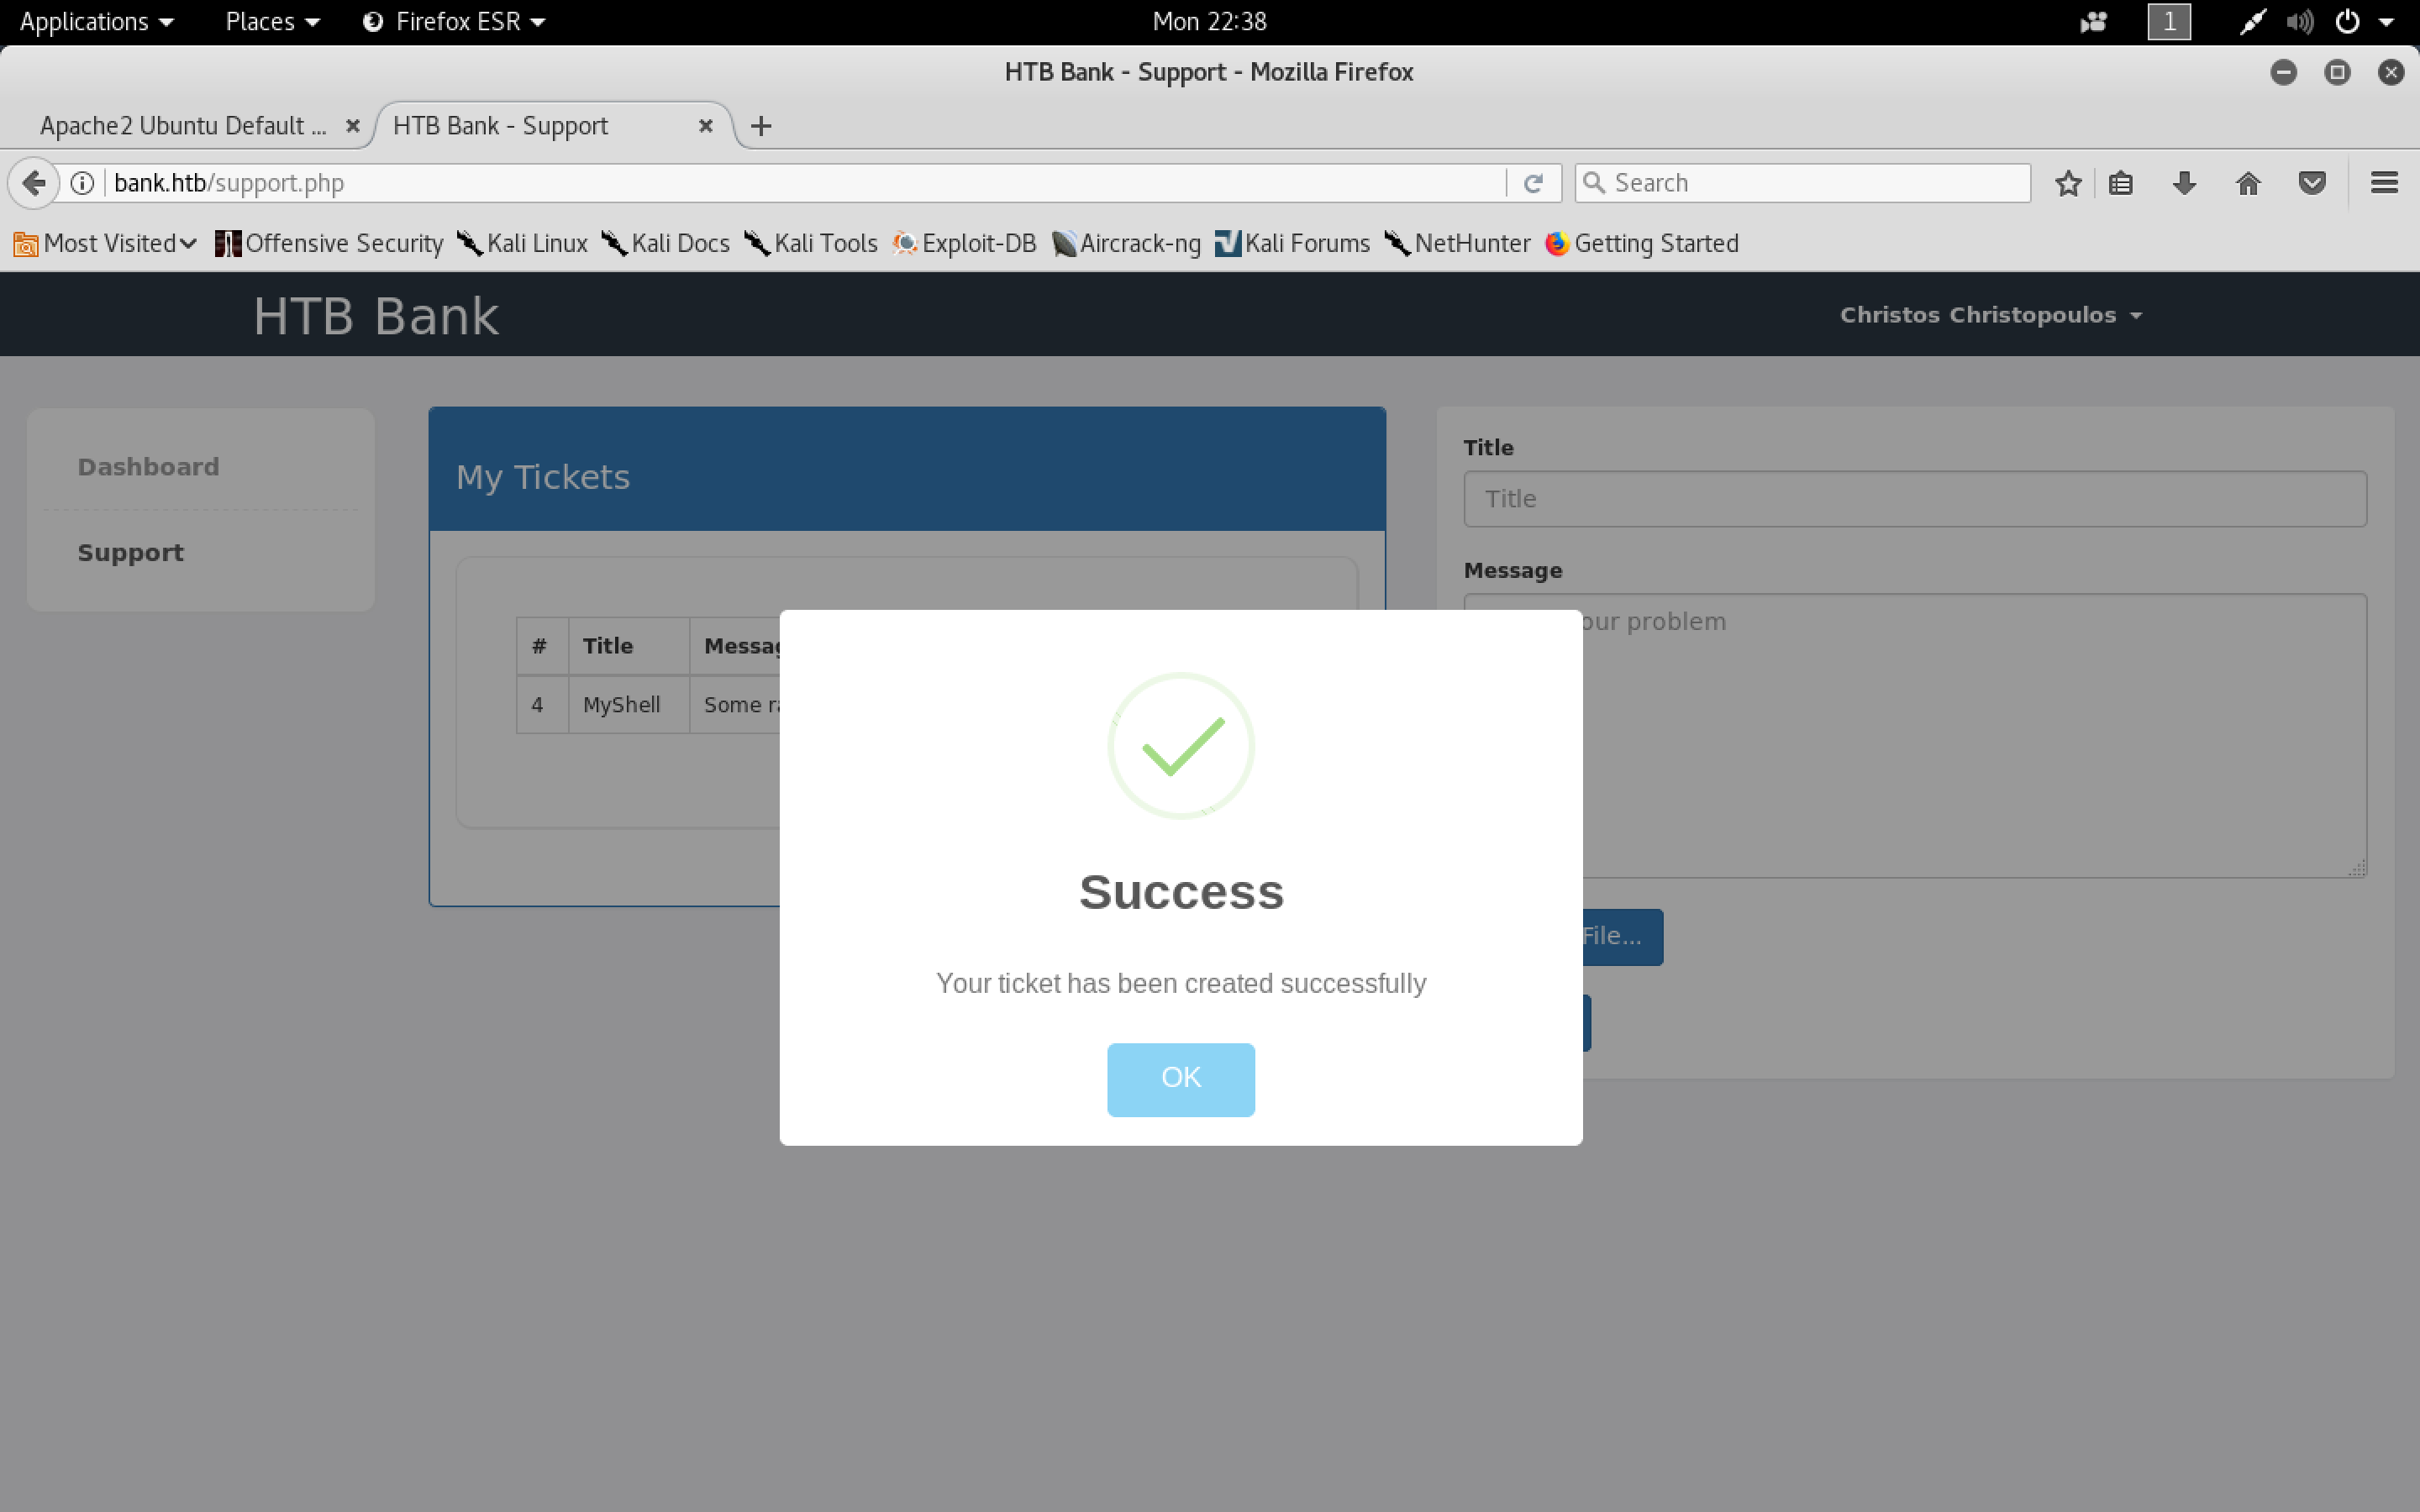 Applications Places Firefox ESR Mon 22:38 1
HTB Bank - Support - Mozilla Firefox
Apache2 Ubuntu Default ... HTB Bank - Support
bank.htb/support.php Search
Most Visited Offensive Security Kali Linux Kali Docs Kali Tools Exploit-DB Aircrack-ng Kali Forums NetHunter Getting Started
HTB Bank Christos Christopoulos
Dashboard
Support
My Tickets
# Title Messag
4 MyShell Some ra
Title
Title
Message
our problem
File...
Success
Your ticket has been created successfully
OK